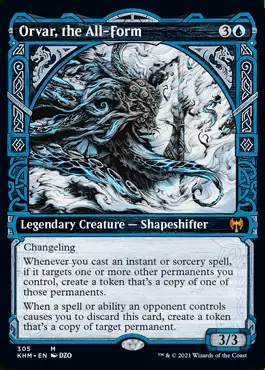 Orvar, the All-Form 3
Legendary Creature — Shapeshifter
Changeling
Whenever you cast an instant or sorcery spell,
if it targets one or more other permanents you
control, create a token that's a copy of one of
those permanents.
When a spell or ability an opponent controls
causes you to discard this card, create a token
that's a copy of target permanent.
3/3
305 M
KHM • EN DZO
™ & © 2021 Wizards of the Coast